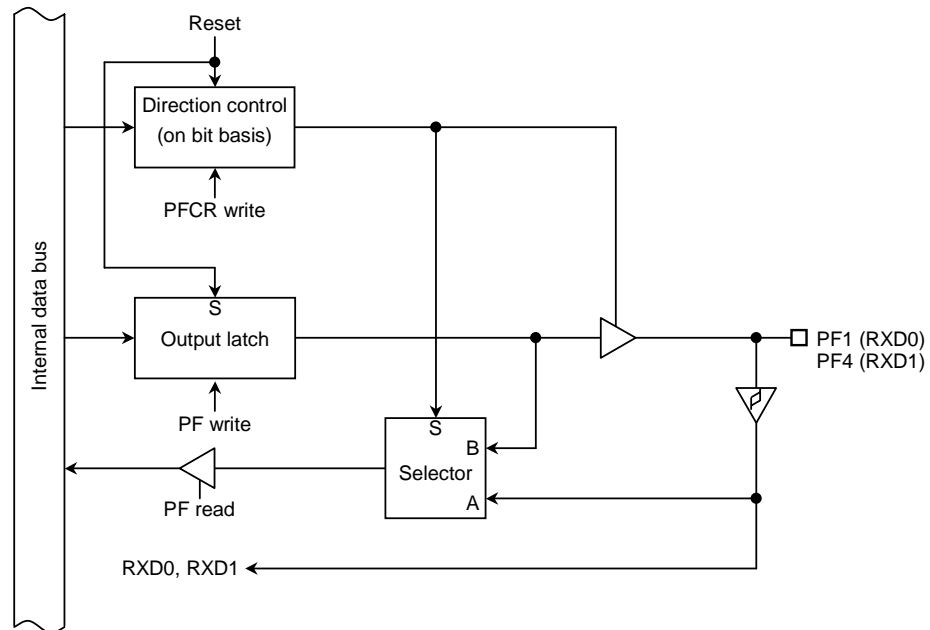 Reset
Direction control
(on bit basis)
PFCR write
Internal data bus
S
Output latch
PF1 (RXD0)
PF4 (RXD1)
PF write
S
B
Selector
A
PF read
RXD0, RXD1